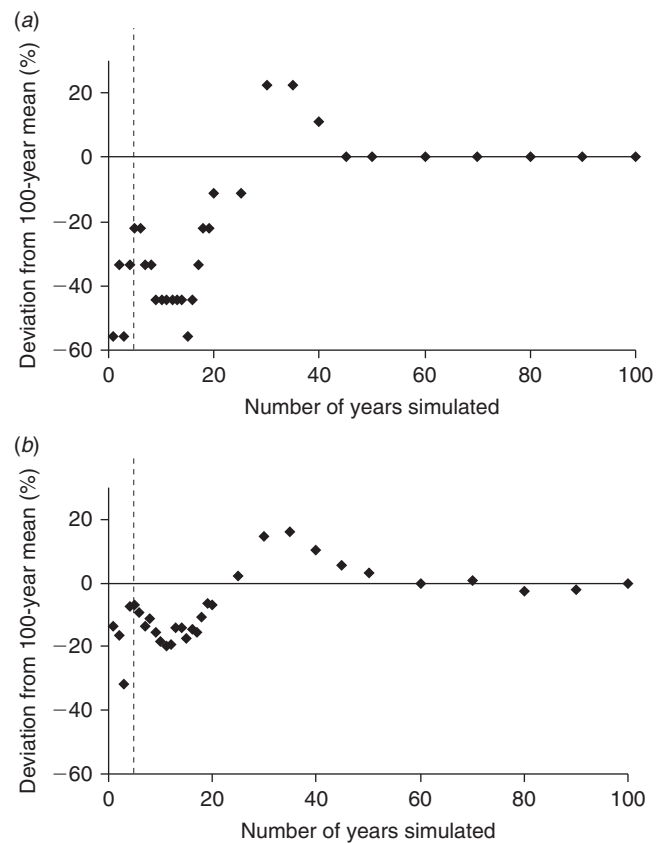 (a)
Deviation from 100-year mean (%)
20
0
−20
−40
−60
0 20 40 60 80 100
Number of years simulated
(b)
Deviation from 100-year mean (%)
20
0
−20
−40
−60
0 20 40 60 80 100
Number of years simulated